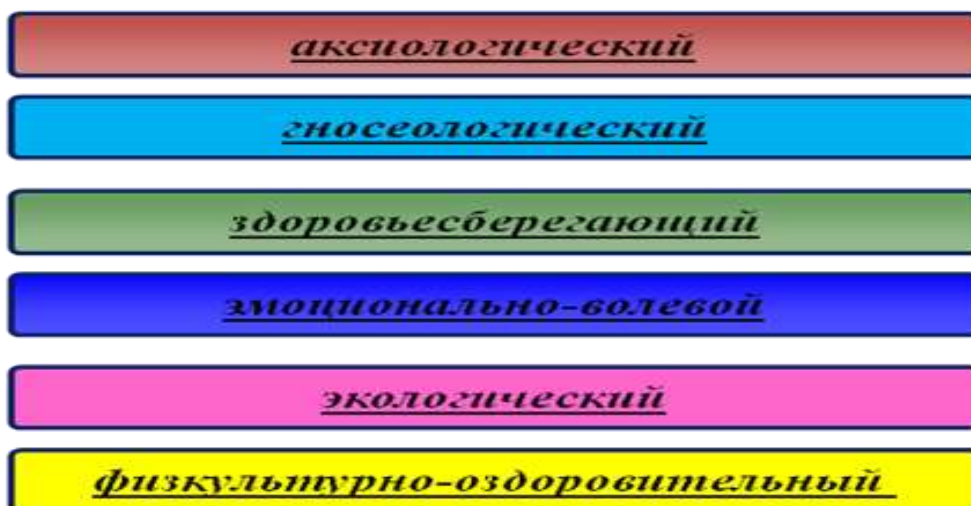 аксиологический
гносеологический
здоровьесберегающий
эмоционально-волевой
экологический
физкультурно-оздоровительный